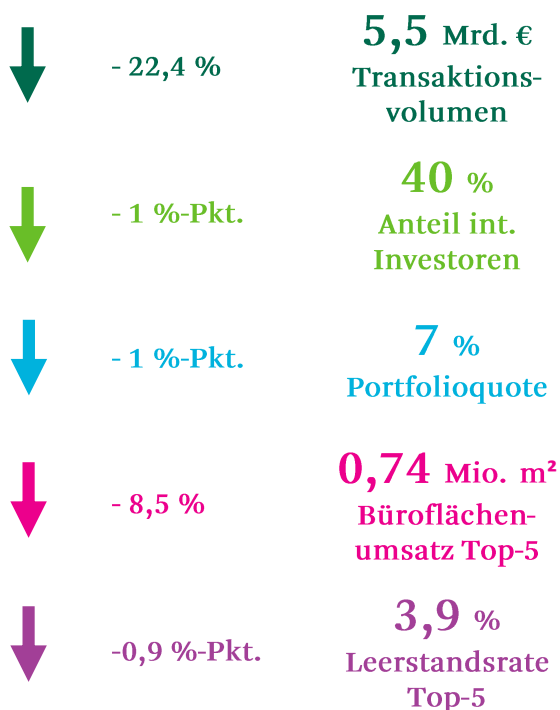 - 22,4 %
5,5 Mrd. €
Transaktions-
volumen
- 1 %-Pkt.
40 %
Anteil int.
Investoren
- 1 %-Pkt.
7 %
Portfolioquote
- 8,5 %
0,74 Mio. m²
Büroflächen-
umsatz Top-5
-0,9 %-Pkt.
3,9 %
Leerstandsrate
Top-5